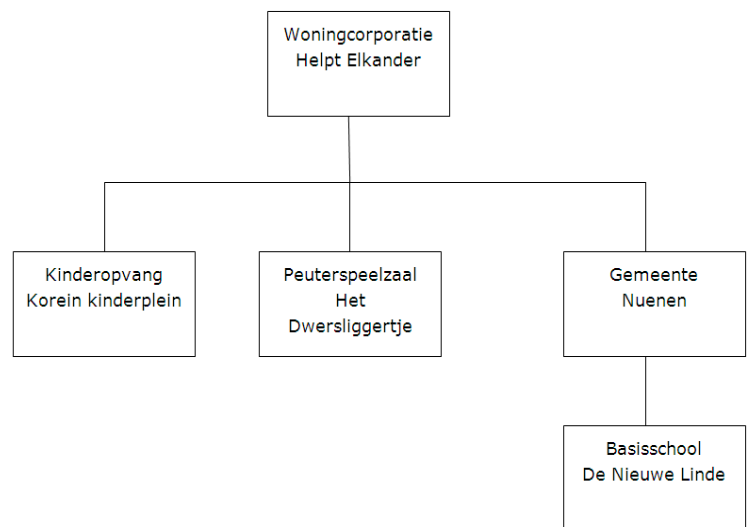 Woningcorporatie
Helpt Elkander
Kinderopvang
Korein kinderplein
Peuterspeelzaal
Het
Dwersliggertje
Gemeente
Nuenen
Basisschool
De Nieuwe Linde